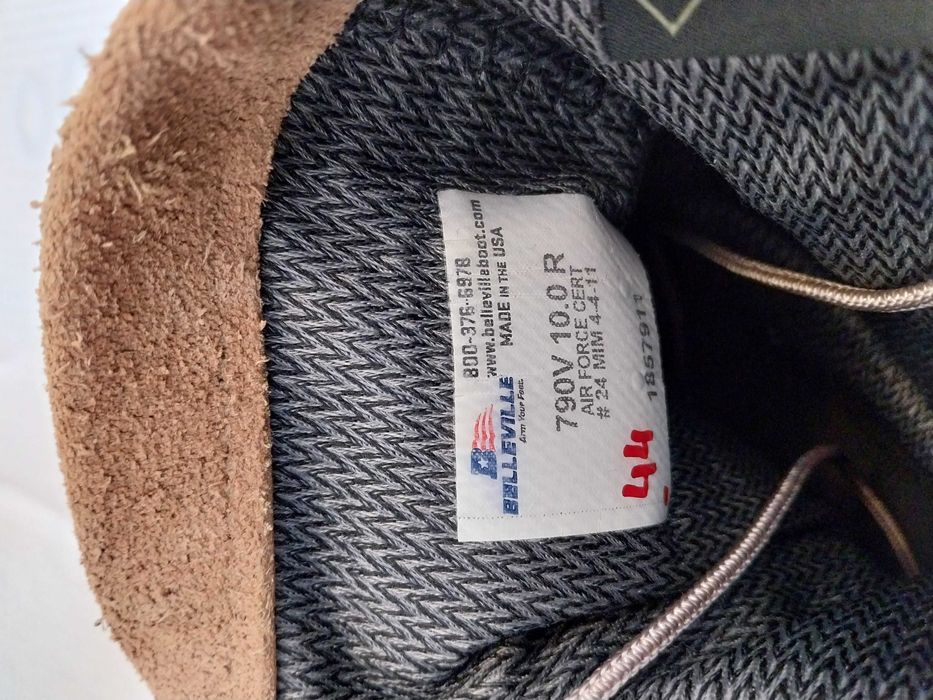 BELLEVILLE
Arm Your Feet.
800-376-6978
www.bellevilleboot.com
MADE IN THE USA
790V 10.0 R
AIR FORCE CERT
# 24 MIM 4-4-11
1857911
44